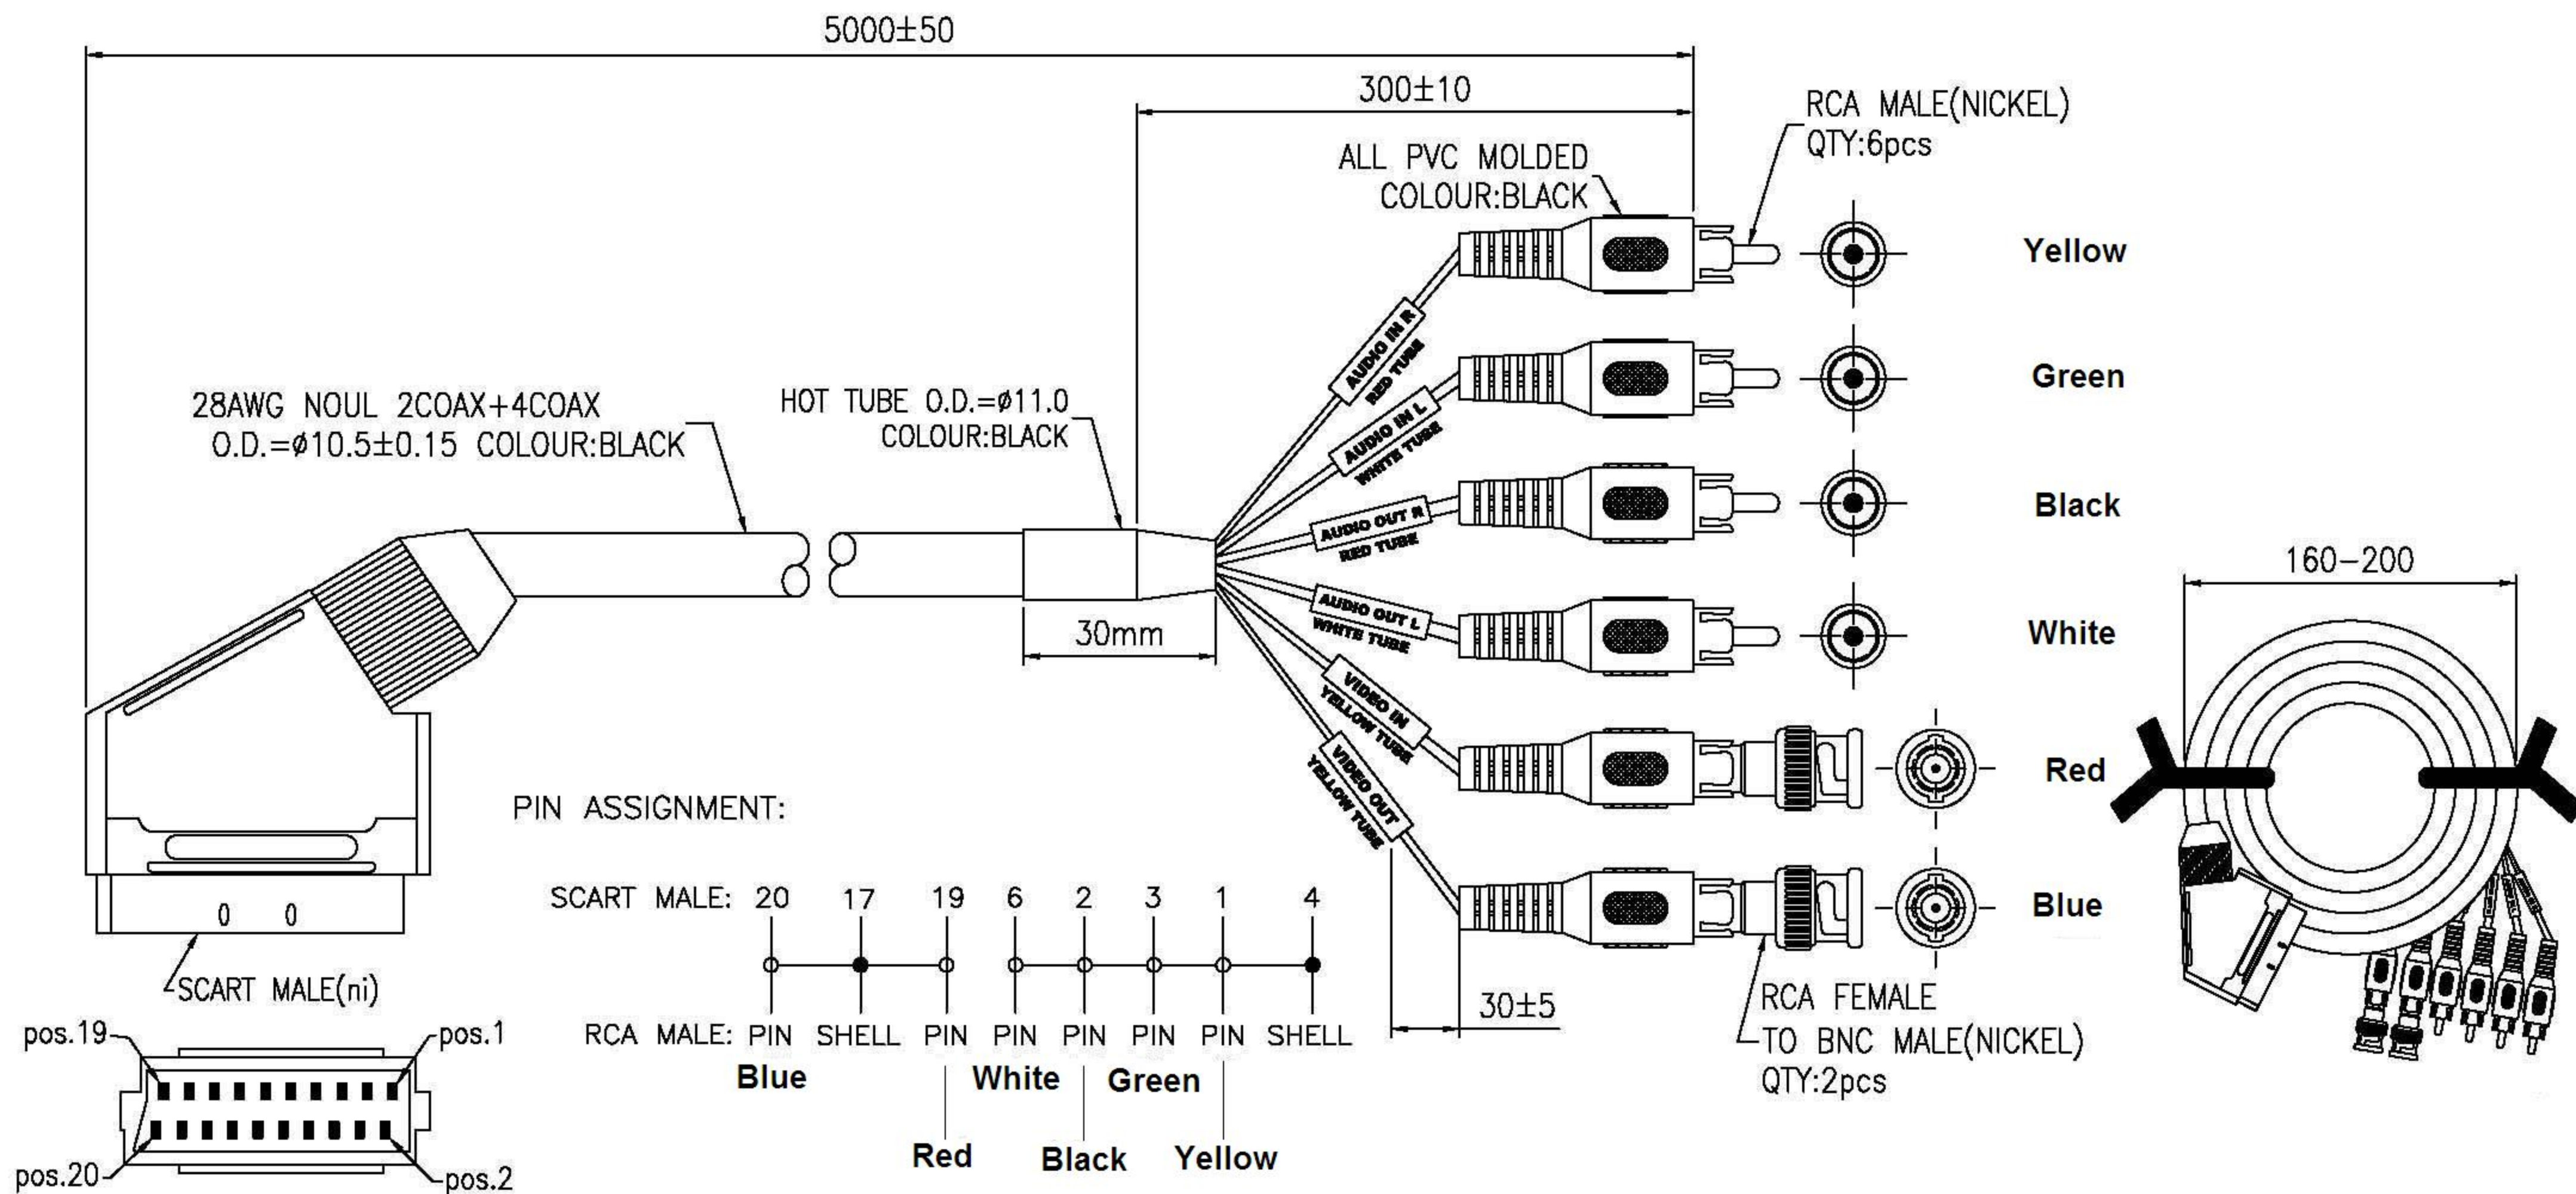 5000±50
300±10
RCA MALE(NICKEL)
QTY:6pcs
ALL PVC MOLDED
COLOUR:BLACK
Yellow
AUDIO IN R
RED TUBE
Green
28AWG NOUL 2COAX+4COAX
O.D.=ø10.5±0.15 COLOUR:BLACK
HOT TUBE O.D.=ø11.0
COLOUR:BLACK
AUDIO IN L
WHITE TUBE
Black
AUDIO OUT R
RED TUBE
160-200
30mm
AUDIO OUT L
WHITE TUBE
White
VIDEO IN
YELLOW TUBE
Red
VIDEO OUT
YELLOW TUBE
Blue
PIN ASSIGNMENT:
SCART MALE: 20 17 19 6 2 3 1 4
0 0
SCART MALE(ni)
RCA MALE: PIN SHELL PIN PIN PIN PIN PIN SHELL
Blue White Green
Red Black Yellow
30±5
RCA FEMALE
TO BNC MALE(NICKEL)
QTY:2pcs
pos.19 pos.1
pos.20 pos.2